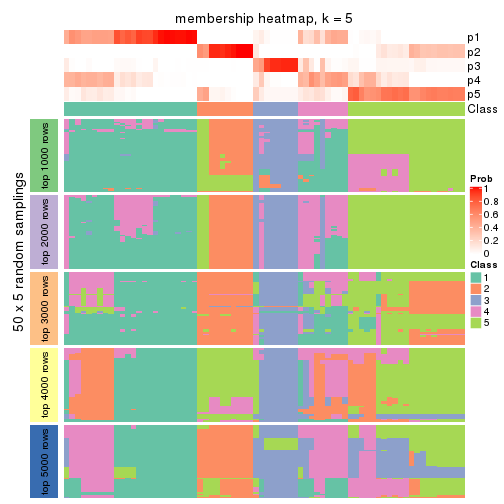 membership heatmap, k = 5
p1
p2
p3
p4
p5
Class
50 x 5 random samplings
top 1000 rows
top 2000 rows
top 3000 rows
top 4000 rows
top 5000 rows
Prob
1
0.8
0.6
0.4
0.2
0
Class
1
2
3
4
5